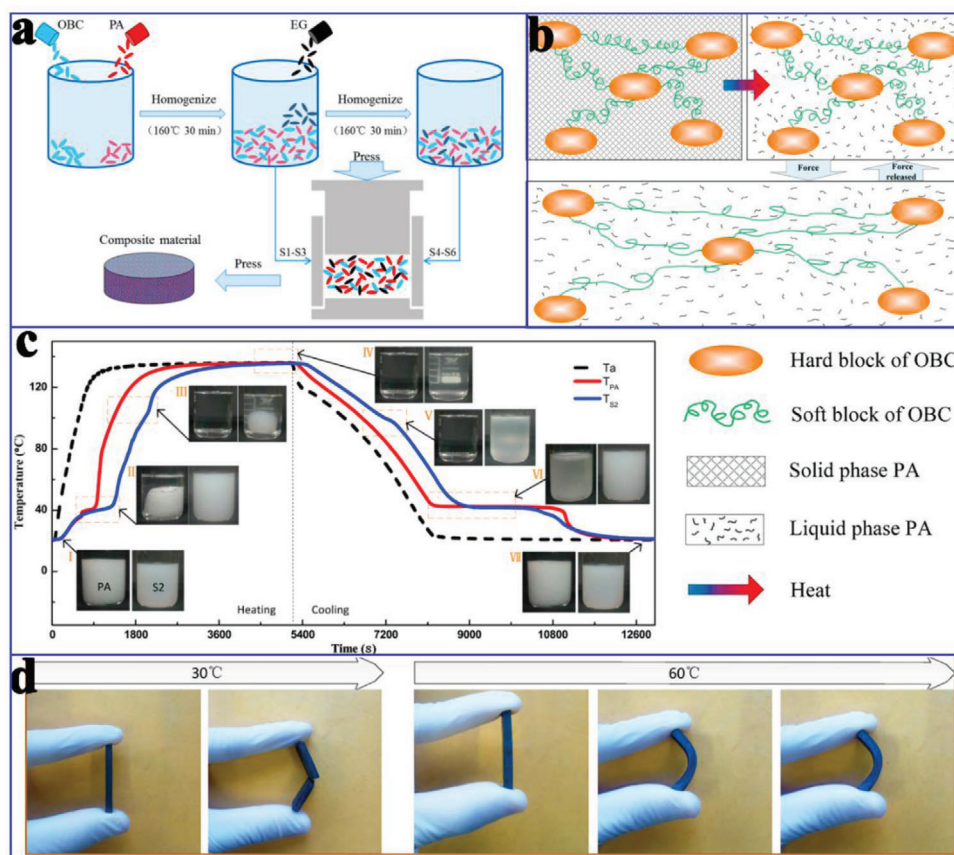 a
OBC
PA
EG
Homogenize
(160℃ 30 min)
Homogenize
(160℃ 30 min)
Press
S1-S3
S4-S6
Composite material
Press
b
Force
Force
released
c
Temperature (°C)
120
80
40
0
0
1800
3600
5400
7200
9000
10800
12600
Time (s)
Heating
Cooling
Ta
T_PA
T_S2
I
PA
S2
II
III
IV
V
VI
VII
Hard block of OBC
Soft block of OBC
Solid phase PA
Liquid phase PA
Heat
d
30℃
60℃